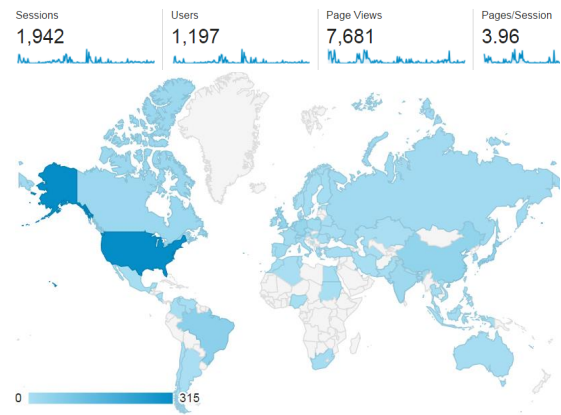 Sessions
1,942
Users
1,197
Page Views
7,681
Pages/Session
3.96
0
315